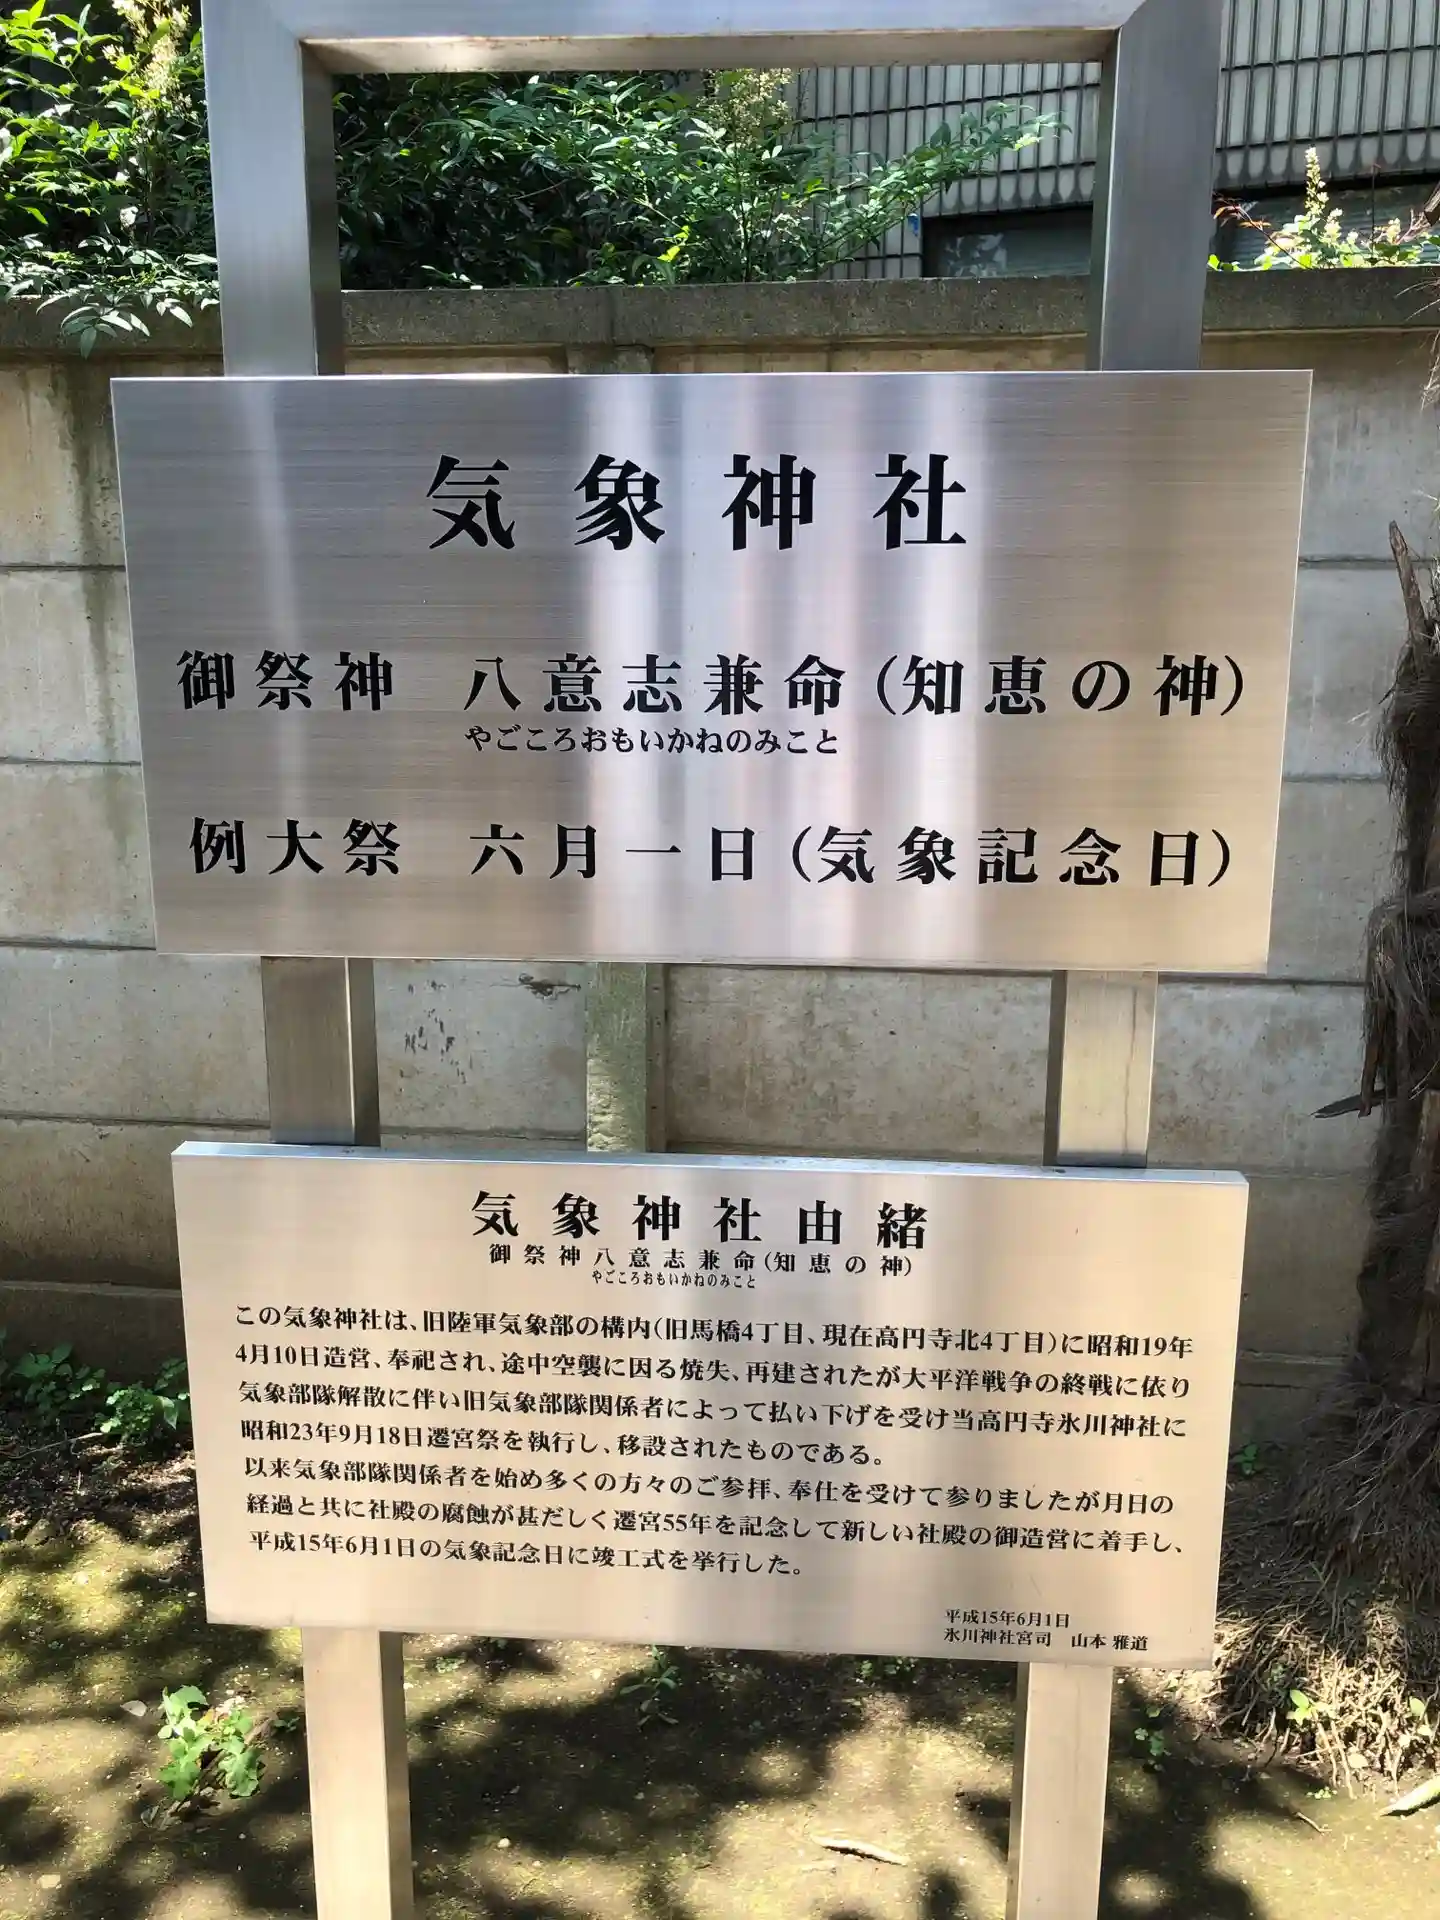 気象神社
御祭神 八意志兼命(知恵の神)
やごころおもいかねのみこと
例大祭 六月一日(気象記念日)
気象神社由緒
御祭神八意志兼命(知恵の神)
やごころおもいかねのみこと
この気象神社は、旧陸軍気象部の構内(旧馬橋4丁目、現在高円寺北4丁目)に昭和19年
4月10日造営、奉祀され、途中空襲に因る焼失、再建されたが大平洋戦争の終戦に依り
気象部隊解散に伴い旧気象部隊関係者によって払い下げを受け当高円寺氷川神社に
昭和23年9月18日遷宮祭を執行し、移設されたものである。
以来気象部隊関係者を始め多くの方々のご参拝、奉仕を受けて参りましたが月日の
経過と共に社殿の腐蝕が甚だしく遷宮55年を記念して新しい社殿の御造営に着手し、
平成15年6月1日の気象記念日に竣工式を挙行した。
平成15年6月1日
氷川神社宮司 山本 雅道